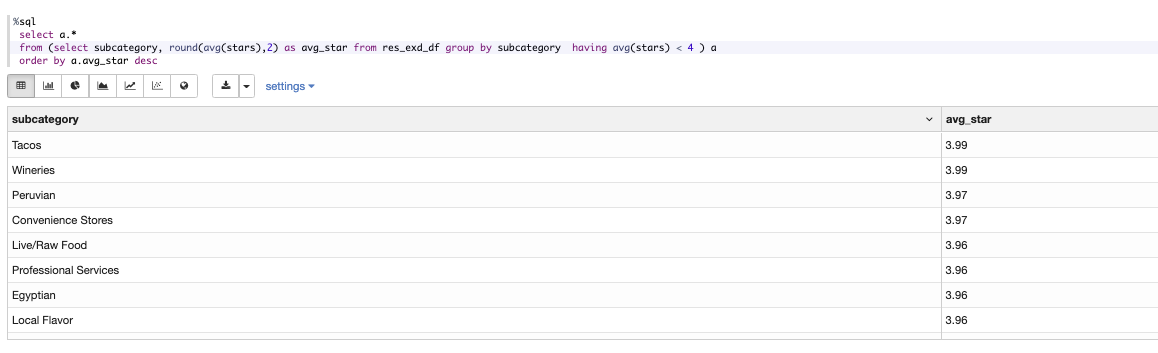 %sql
select a.*
from (select subcategory, round(avg(stars),2) as avg_star from res_exd_df group by subcategory  having avg(stars) < 4 ) a
order by a.avg_star desc
settings
subcategory avg_star
Tacos 3.99
Wineries 3.99
Peruvian 3.97
Convenience Stores 3.97
Live/Raw Food 3.96
Professional Services 3.96
Egyptian 3.96
Local Flavor 3.96